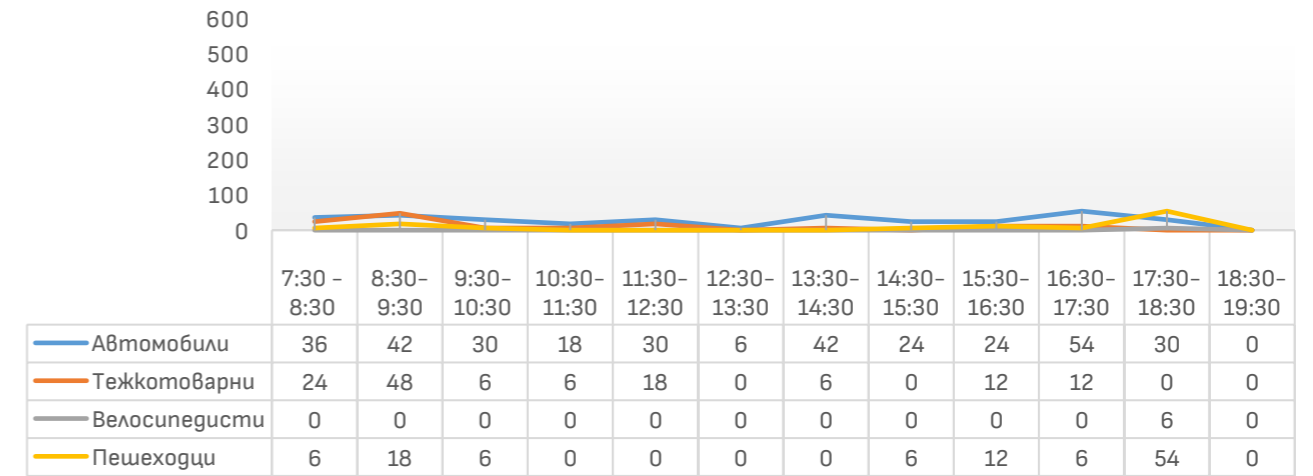 600
500
400
300
200
100
0
7:30 - 8:30- 9:30- 10:30- 11:30- 12:30- 13:30- 14:30- 15:30- 16:30- 17:30- 18:30-
8:30 9:30 10:30 11:30 12:30 13:30 14:30 15:30 16:30 17:30 18:30 19:30
Автомобили 36 42 30 18 30 6 42 24 24 54 30 0
Тежкотоварни 24 48 6 6 18 0 6 0 12 12 0 0
Велосипедисти 0 0 0 0 0 0 0 0 0 0 6 0
Пешеходци 6 18 6 0 0 0 0 6 12 6 54 0